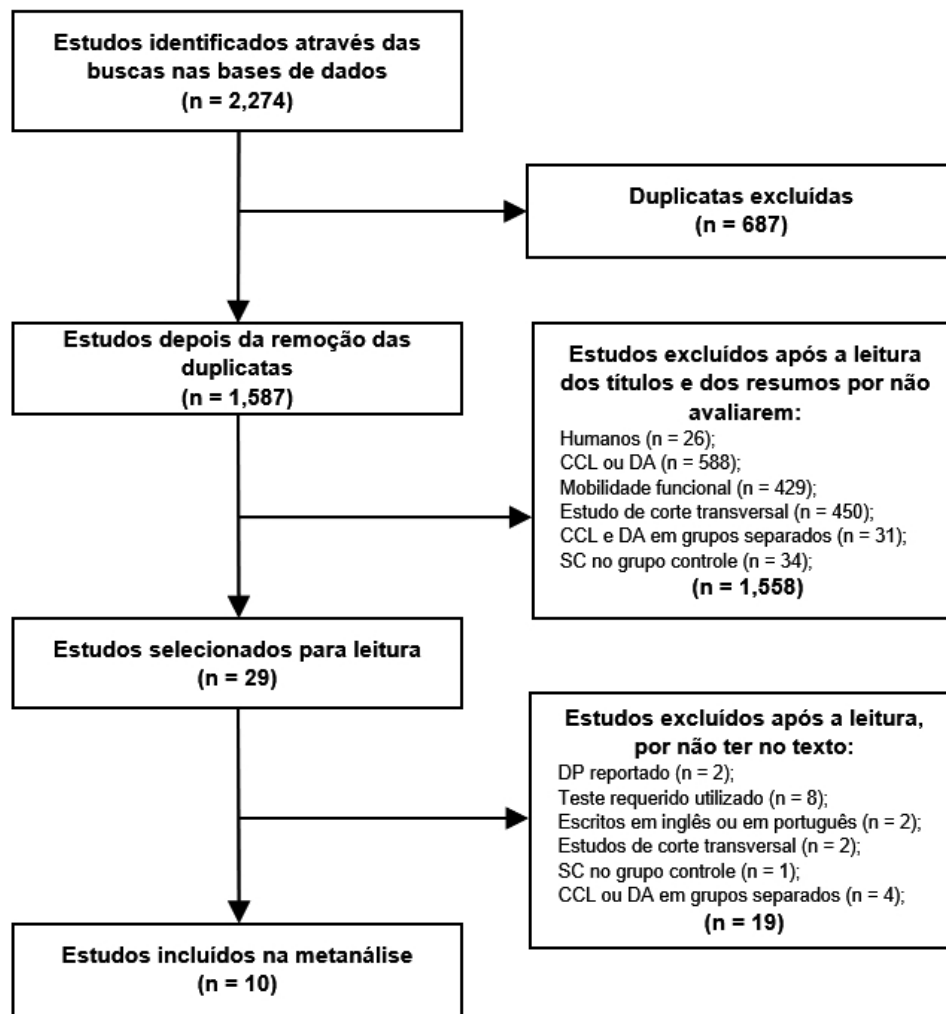 Estudos identificados através das
buscas nas bases de dados
(n = 2,274)
Duplicatas excluídas
(n = 687)
Estudos depois da remoção das
duplicatas
(n = 1,587)
Estudos excluídos após a leitura
dos títulos e dos resumos por não
avaliarem:
Humanos (n = 26);
CCL ou DA (n = 588);
Mobilidade funcional (n = 429);
Estudo de corte transversal (n = 450);
CCL e DA em grupos separados (n = 31);
SC no grupo controle (n = 34);
(n = 1,558)
Estudos selecionados para leitura
(n = 29)
Estudos excluídos após a leitura,
por não ter no texto:
DP reportado (n = 2);
Teste requerido utilizado (n = 8);
Escritos em inglês ou em português (n = 2);
Estudos de corte transversal (n = 2);
SC no grupo controle (n = 1);
CCL ou DA em grupos separados (n = 4);
(n = 19)
Estudos incluídos na metanálise
(n = 10)